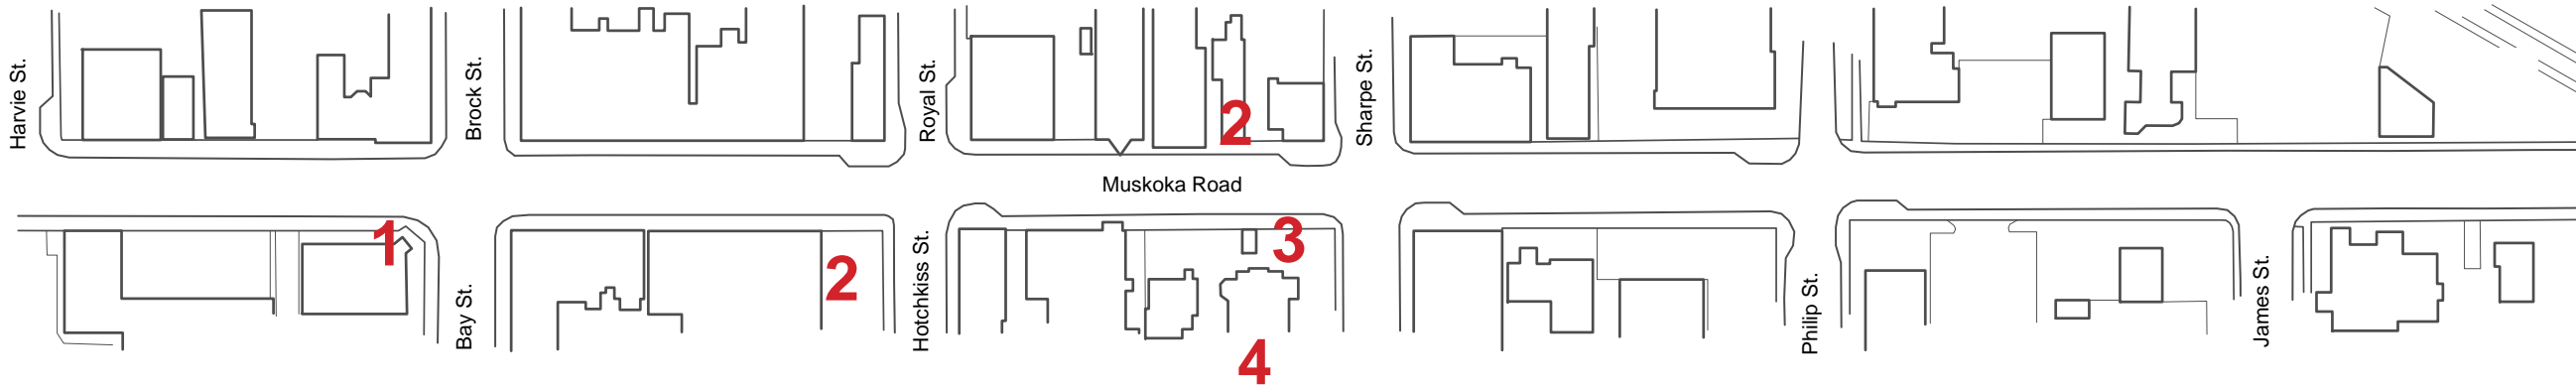 Harvie St.
Brock St.
Royal St.
2
Sharpe St.
Muskoka Road
1
Bay St.
2
Hotchkiss St.
3
4
Philip St.
James St.